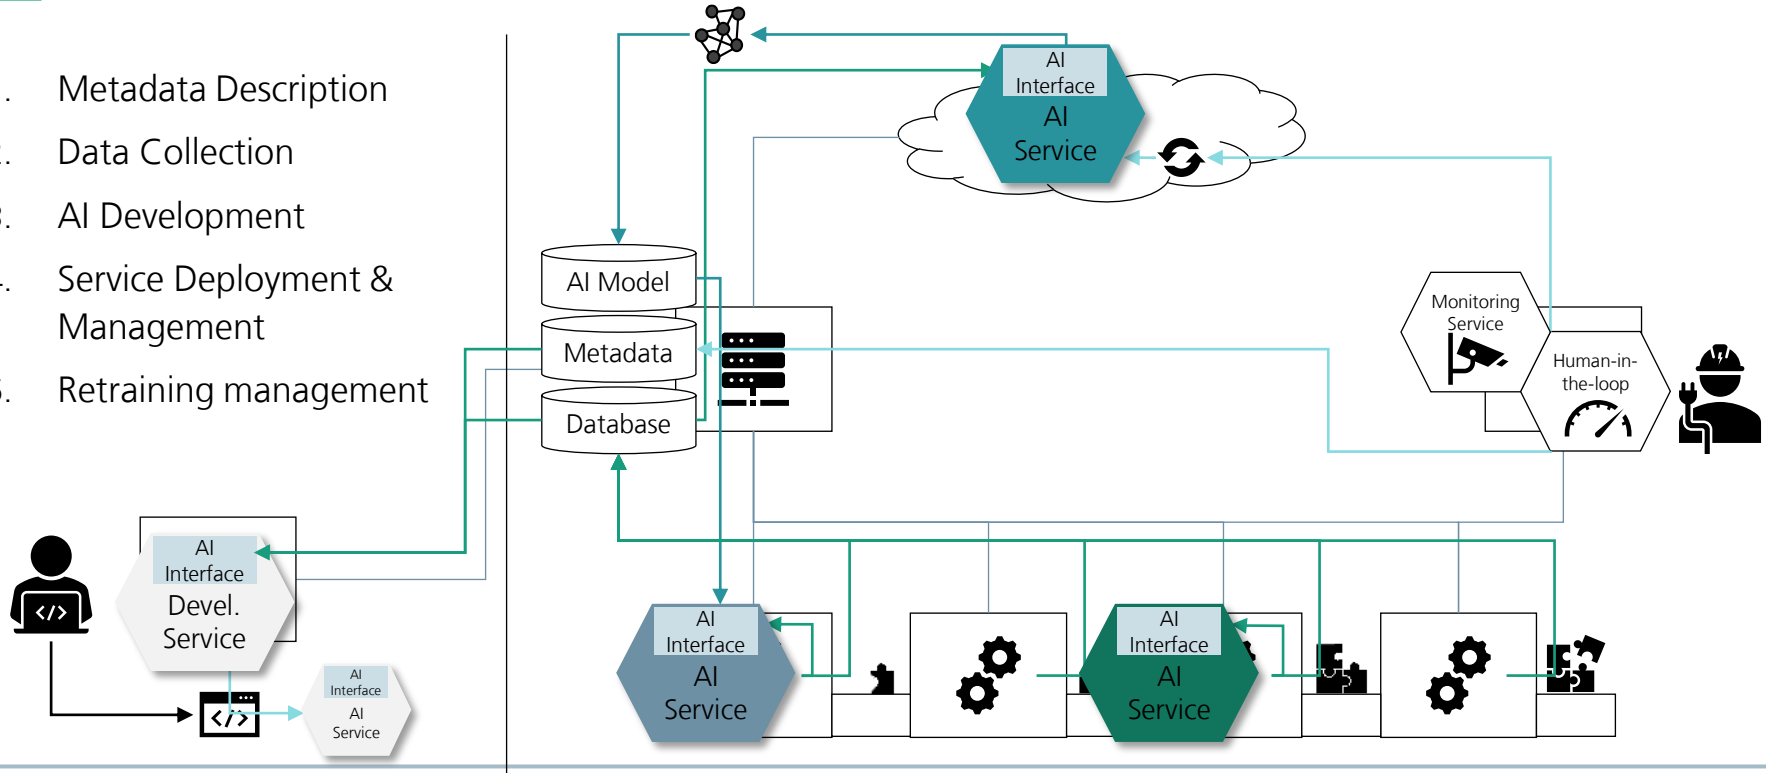 . Metadata Description
. Data Collection
. AI Development
. Service Deployment &
Management
. Retraining management
AI
Interface
AI
Service
AI Model
Metadata
Database
Monitoring
Service
Human-in-
the-loop
AI
Interface
Devel.
Service
</>
</>
AI
Interface
AI
Service
AI
Interface
AI
Service
AI
Interface
AI
Service